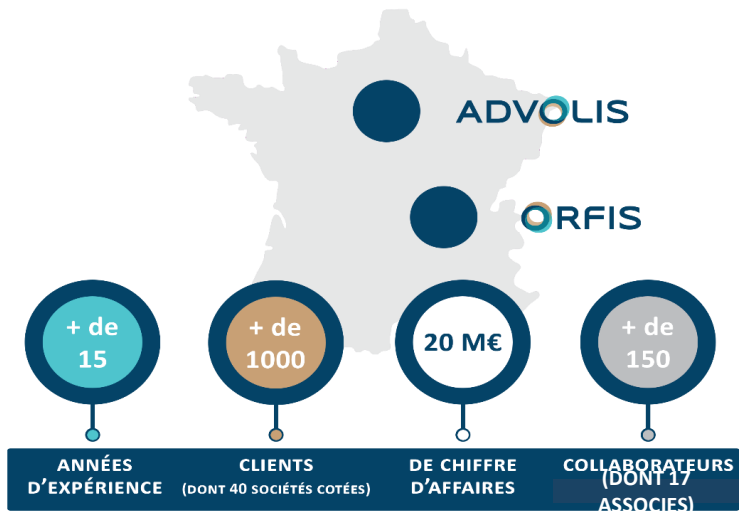 ADVOLIS
ORFIS
+ de
15
+ de
1000
20 M€
+ de
150
ANNÉES
D'EXPÉRIENCE
CLIENTS
(DONT 40 SOCIÉTÉS COTÉES)
DE CHIFFRE
D'AFFAIRES
COLLABORATEURS
(DONT 17
ASSOCIES)